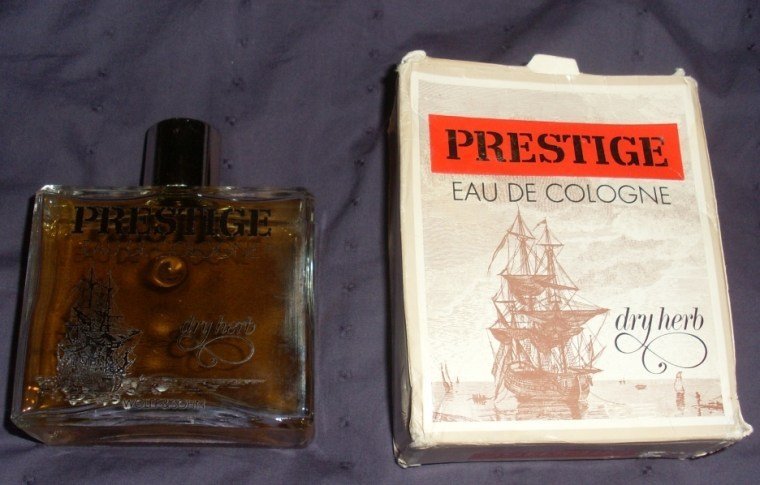 PRESTIGE
EAU DE COLOGNE
dry herb
PRESTIGE
EAU DE COLOGNE
dry herb